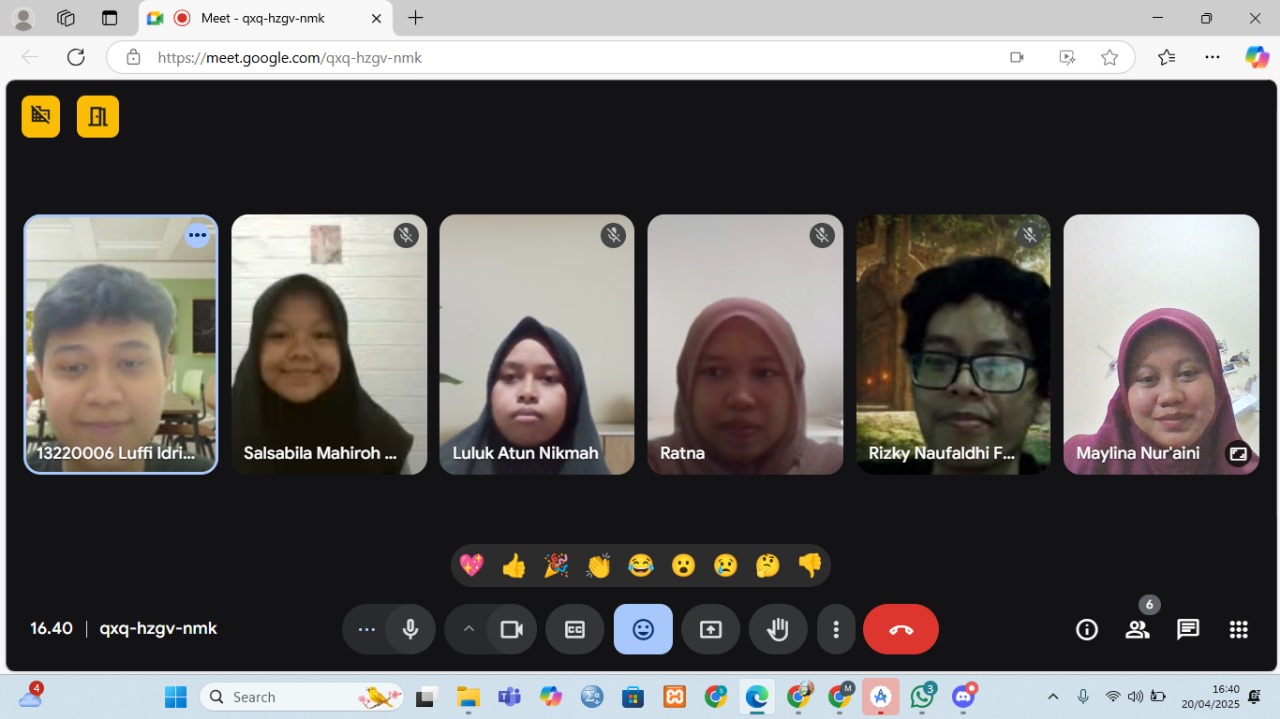 Meet - qxq-hzgv-nmk
https://meet.google.com/qxq-hzgv-nmk
13220006 Luffi Idri...
Salsabila Mahiroh ...
Luluk Atun Nikmah
Ratna
Rizky Naufaldhi F...
Maylina Nur'aini
16.40 | qxq-hzgv-nmk
CC
6
4
Search
M
3
16:40
20/04/2025